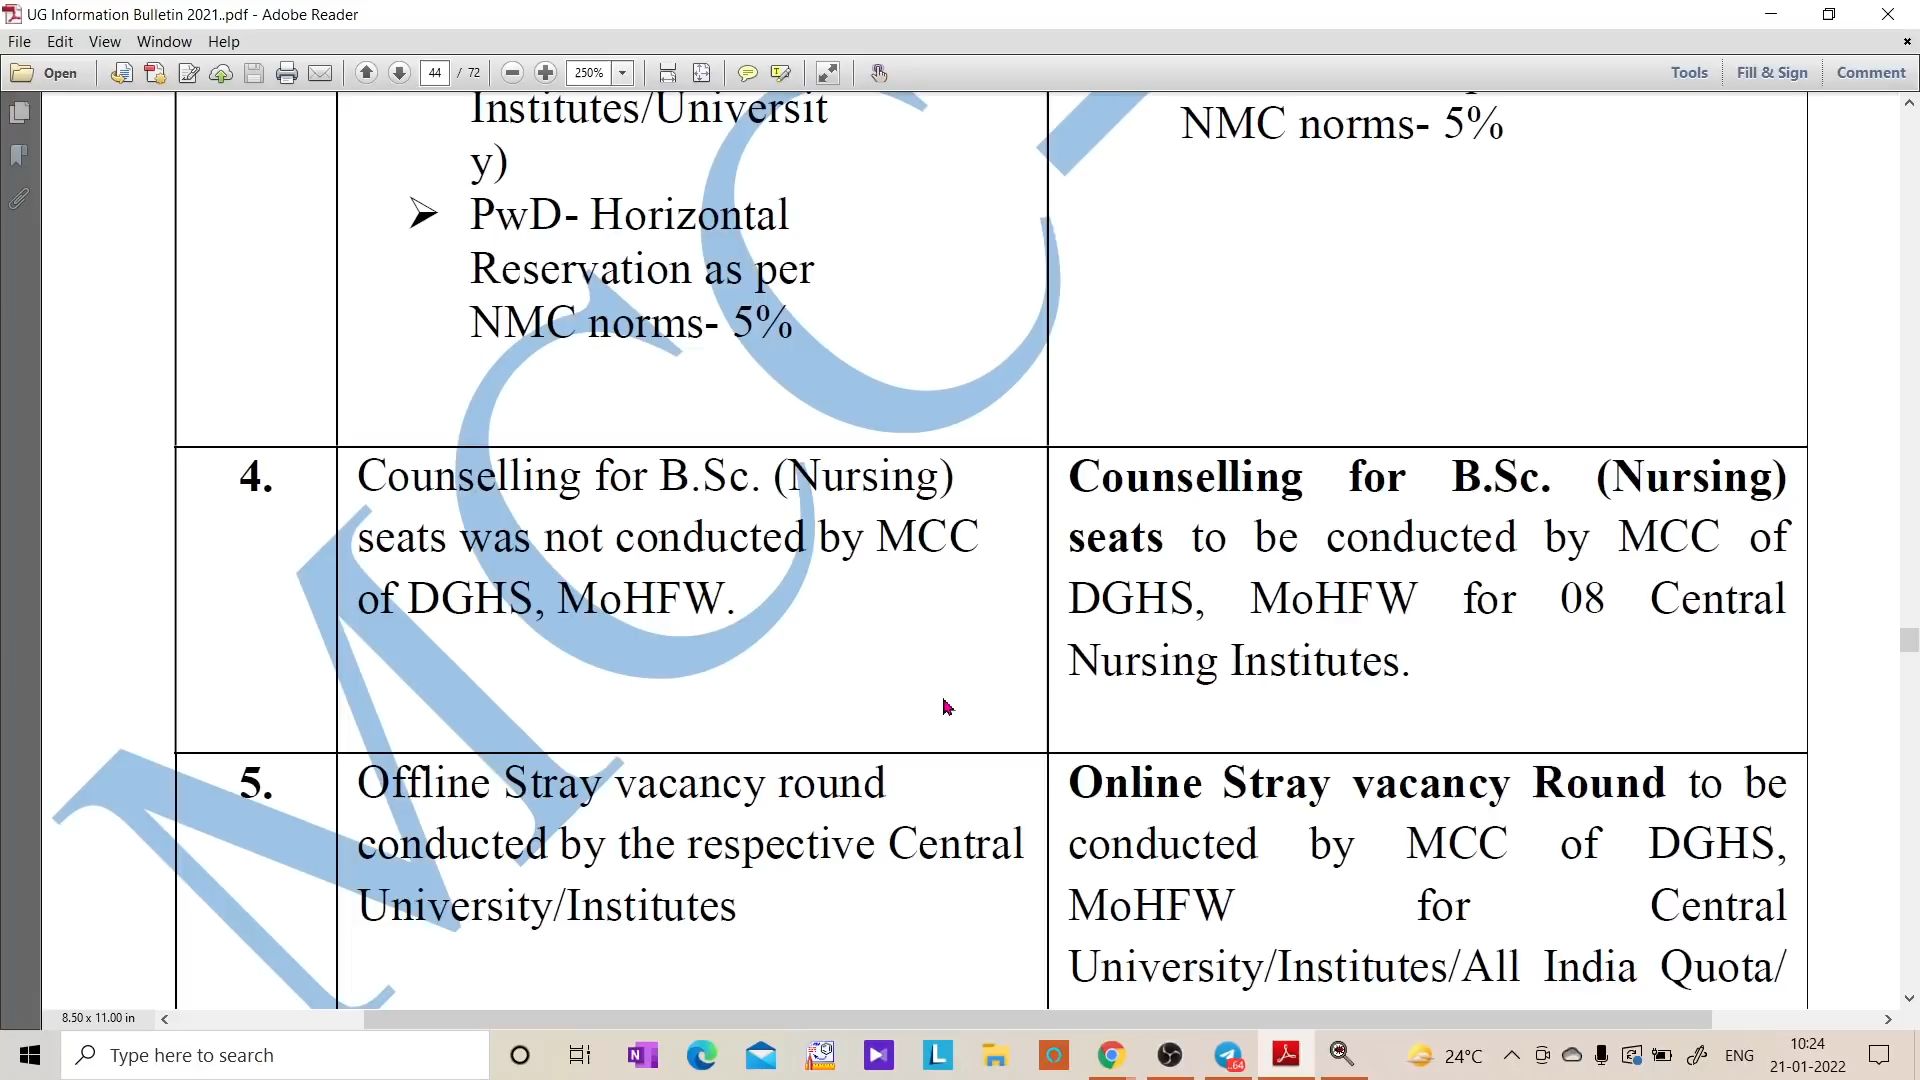 UG Information Bulletin 2021..pdf - Adobe Reader
File Edit View Window Help
Open 44 / 72 250% Tools Fill & Sign Comment
Institutes/Universit
y)
PwD- Horizontal
Reservation as per
NMC norms- 5%
NMC norms- 5%
4.
Counselling for B.Sc. (Nursing)
seats was not conducted by MCC
of DGHS, MoHFW.
Counselling for B.Sc. (Nursing)
seats to be conducted by MCC of
DGHS, MoHFW for 08 Central
Nursing Institutes.
5.
Offline Stray vacancy round
conducted by the respective Central
University/Institutes
Online Stray vacancy Round to be
conducted by MCC of DGHS,
MoHFW for Central
University/Institutes/All India Quota/
MCC
8.50 x 11.00 in
Type here to search
N
L
64
24°C
ENG
10:24
21-01-2022